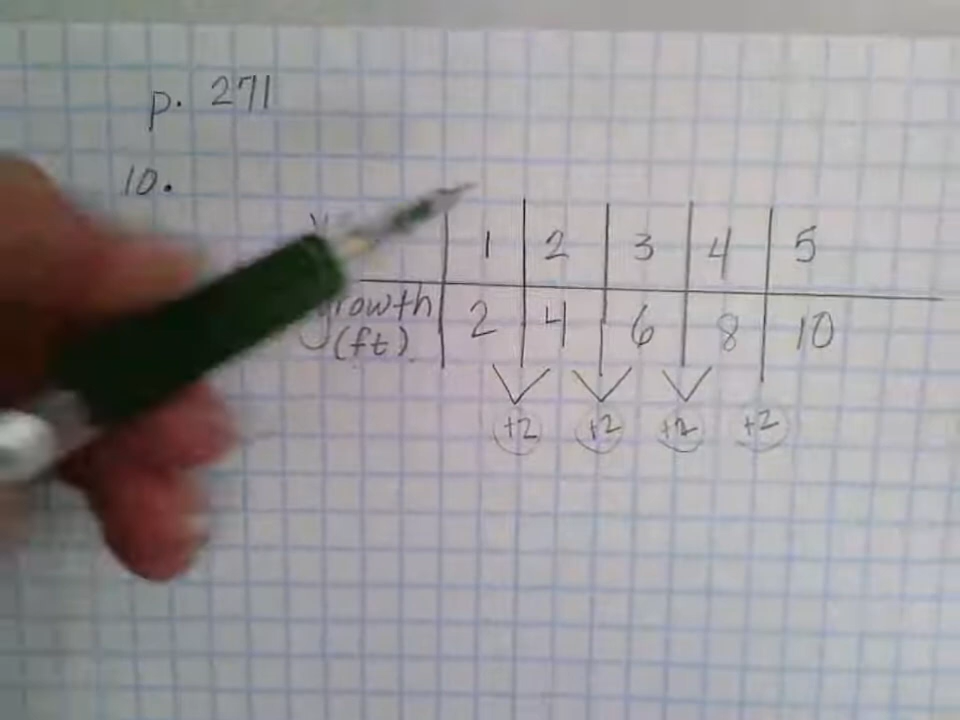 p. 271
10.
1 2 3 4 5
growth 2 4 6 8 10
(ft)
+2 +2 +2 +2